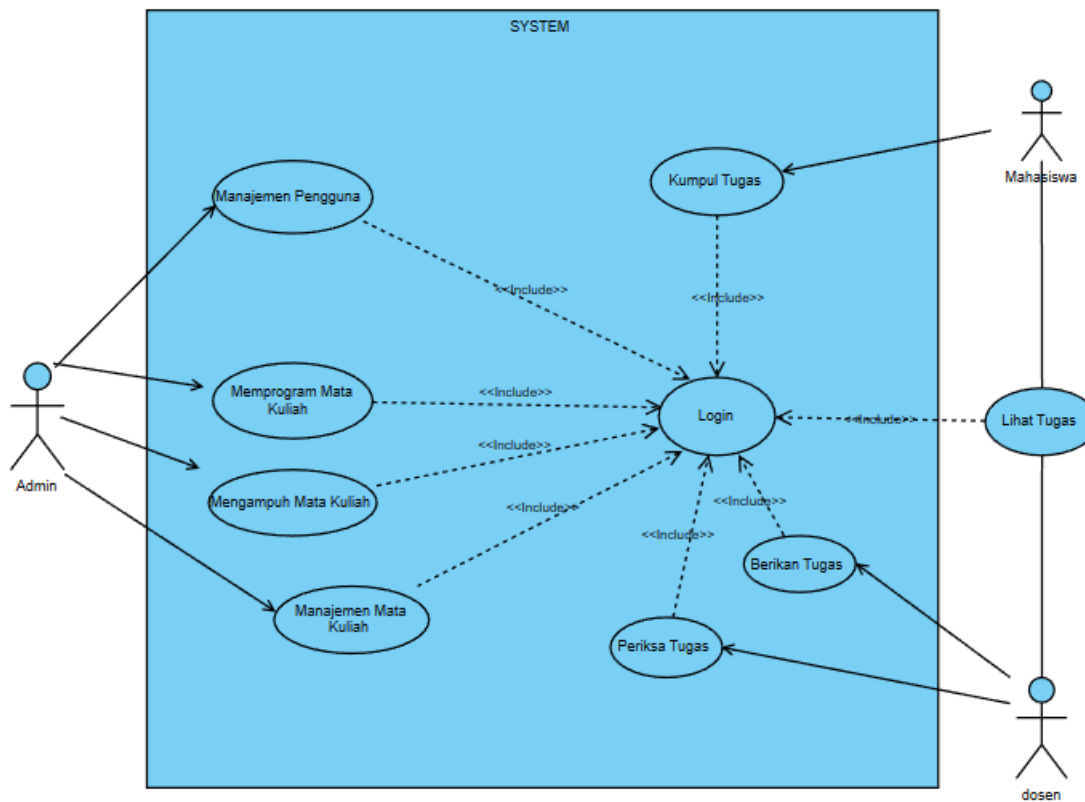 SYSTEM
Mahasiswa
Manajemen Pengguna
Kumpul Tugas
<<Include>>
<<Include>>
Admin
Memprogram Mata
Kuliah
<<Include>>
Login
<<Include>>
Lihat Tugas
<<Include>>
Mengampuh Mata Kuliah
<<Include>>
<<Include>>
<<Include>>
Berikan Tugas
Manajemen Mata
Kuliah
Periksa Tugas
dosen